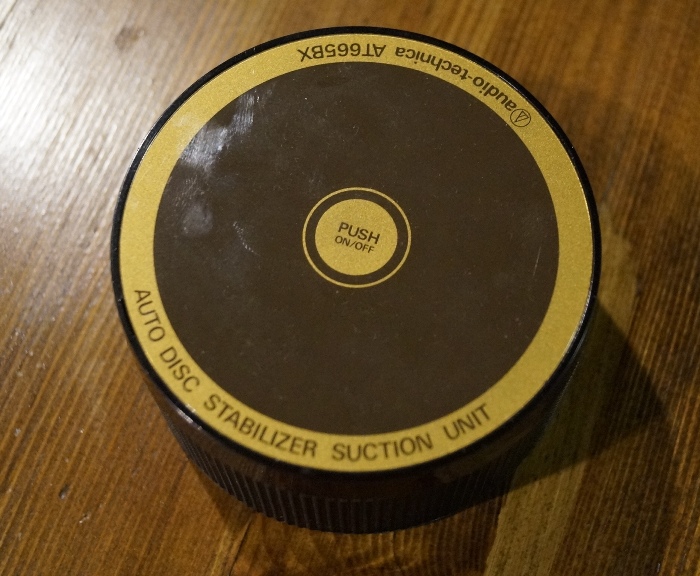 audio-technica AT665BX
PUSH
ON/OFF
AUTO DISC STABILIZER SUCTION UNIT